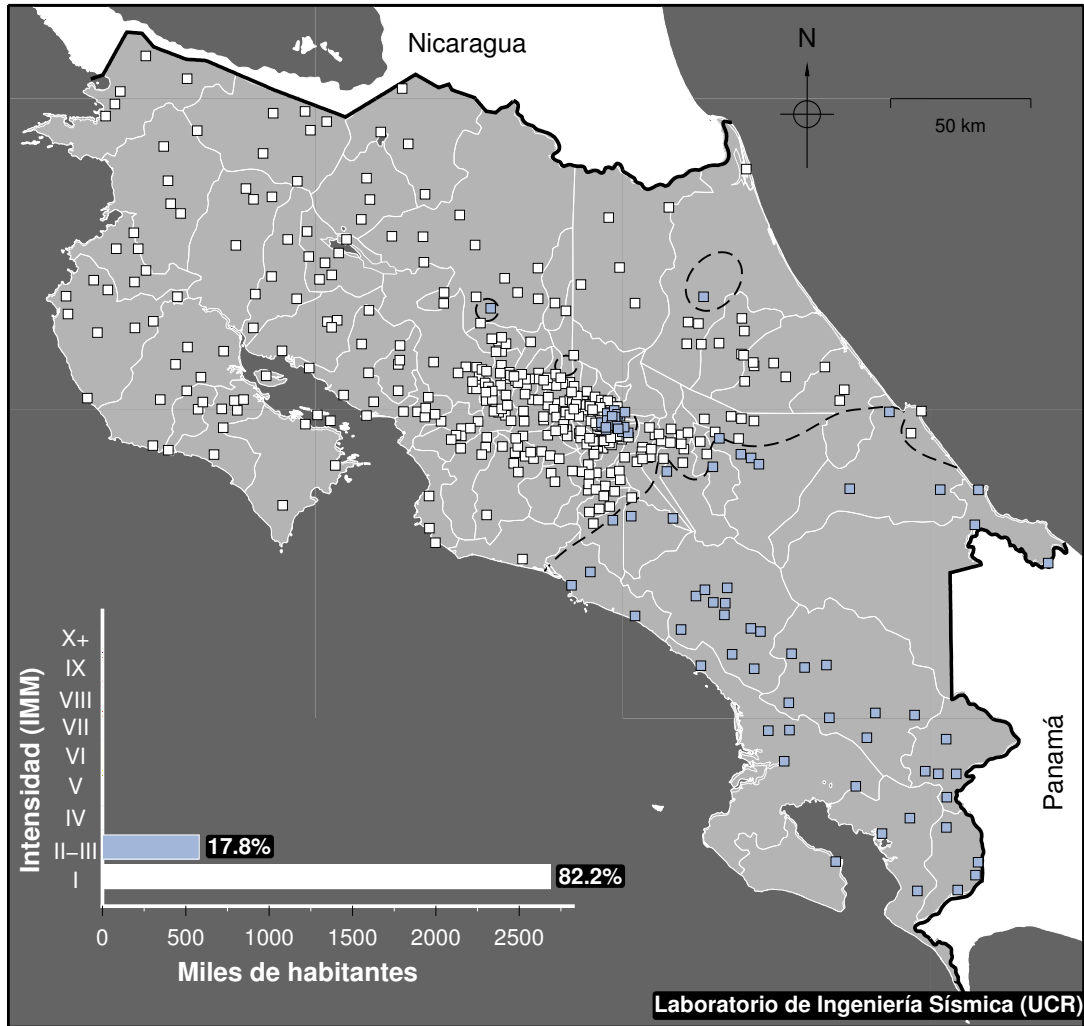 Nicaragua
N
50 km
Panamá
Intensidad (IMM)
X+
IX
VIII
VII
VI
V
IV
II−III
17.8%
I
82.2%
0 500 1000 1500 2000 2500
Miles de habitantes
Laboratorio de Ingeniería Sísmica (UCR)